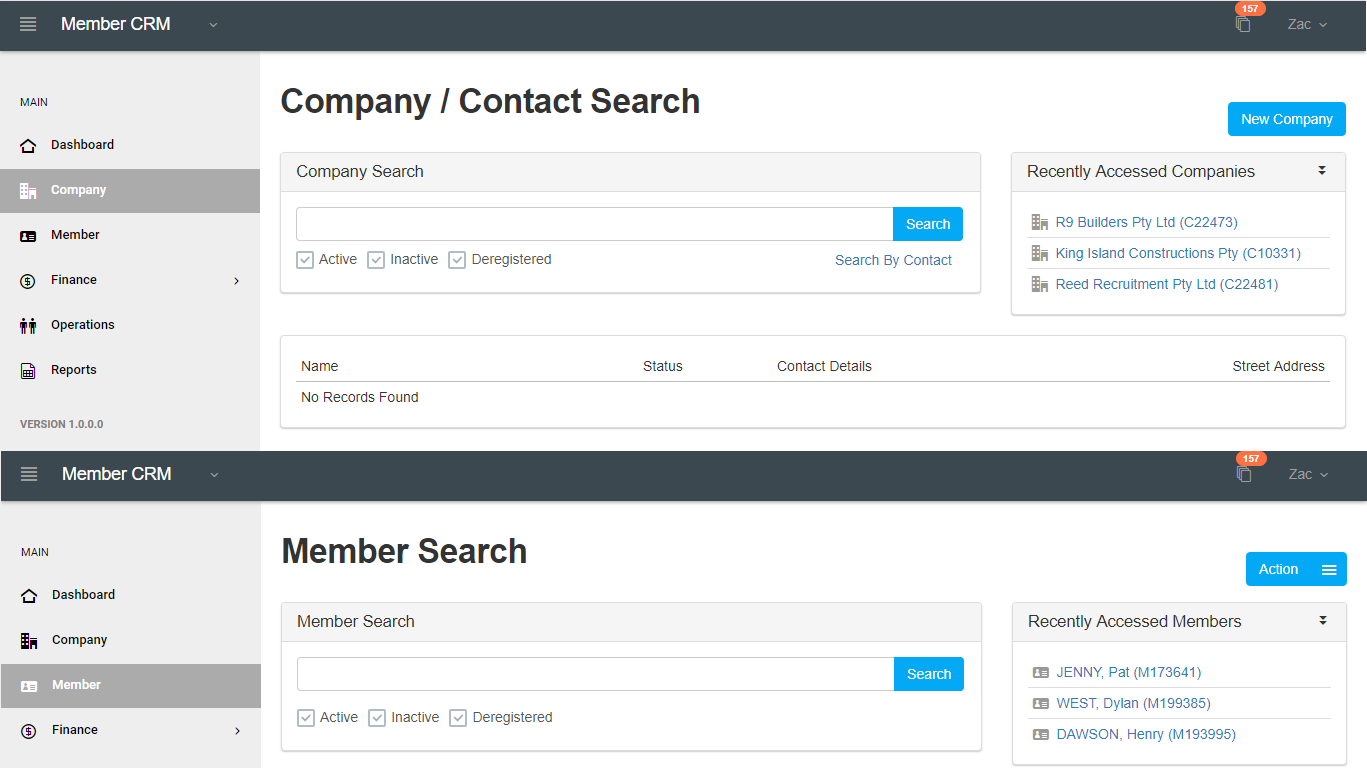 157
Member CRM Zac
MAIN
Company / Contact Search
New Company
Dashboard
Company Search Recently Accessed Companies
Company
Search R9 Builders Pty Ltd (C22473)
Member
Active Inactive Deregistered Search By Contact King Island Constructions Pty (C10331)
Finance
Reed Recruitment Pty Ltd (C22481)
Operations
Name Status Contact Details Street Address
Reports
No Records Found
VERSION 1.0.0.0
157
Member CRM Zac
MAIN
Member Search
Action
Dashboard
Member Search Recently Accessed Members
Company
Search JENNY, Pat (M173641)
Member
WEST, Dylan (M199385)
Active Inactive Deregistered
Finance
DAWSON, Henry (M193995)